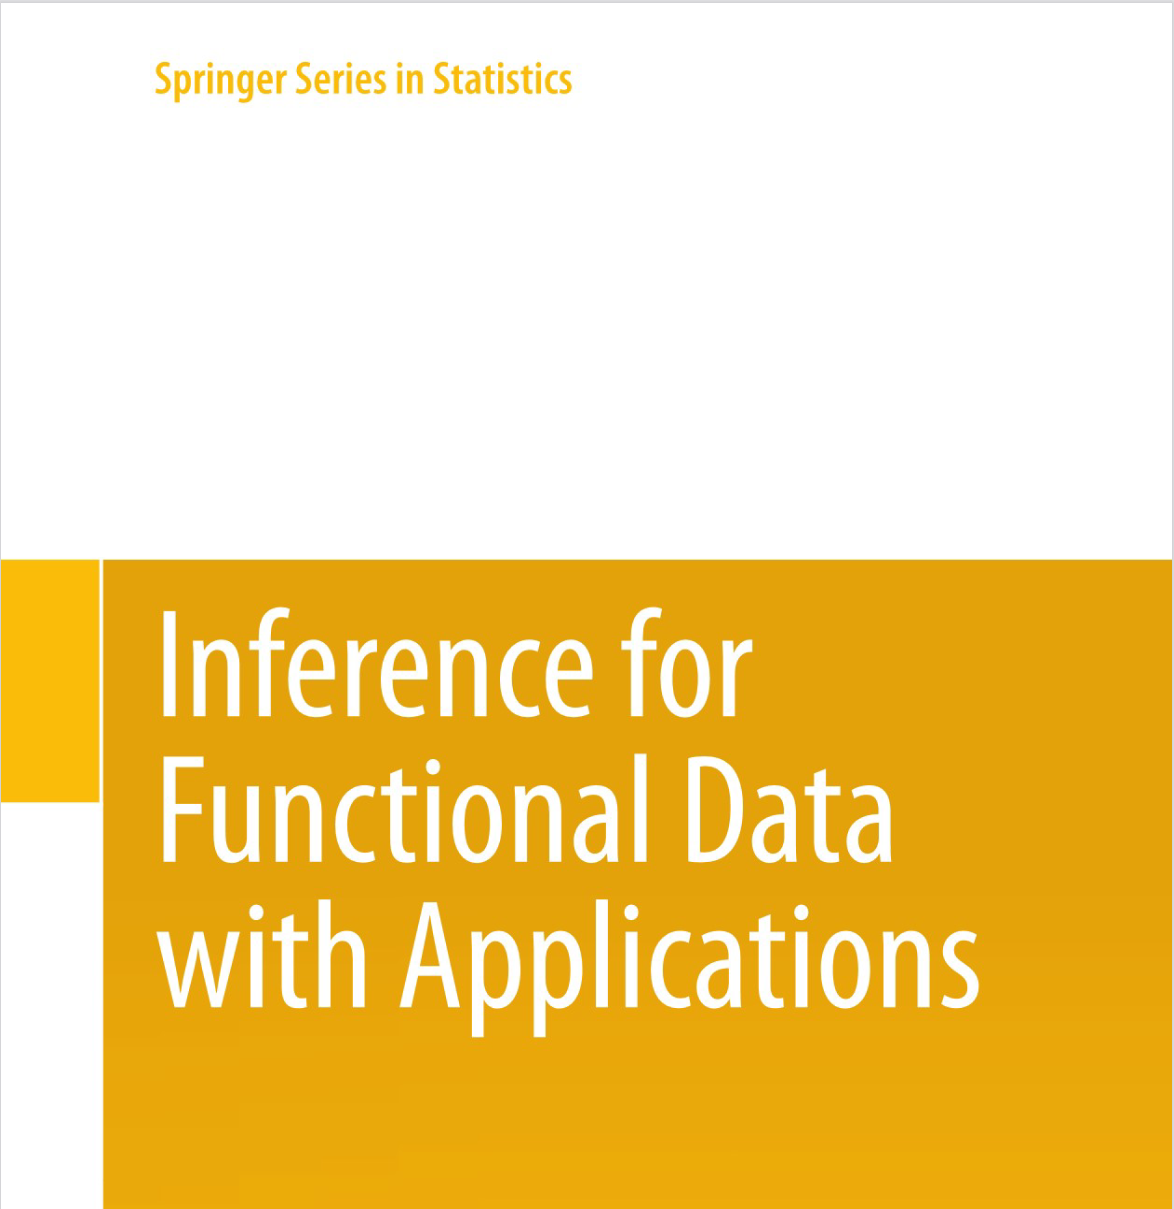 Springer Series in Statistics
Inference for
Functional Data
with Applications